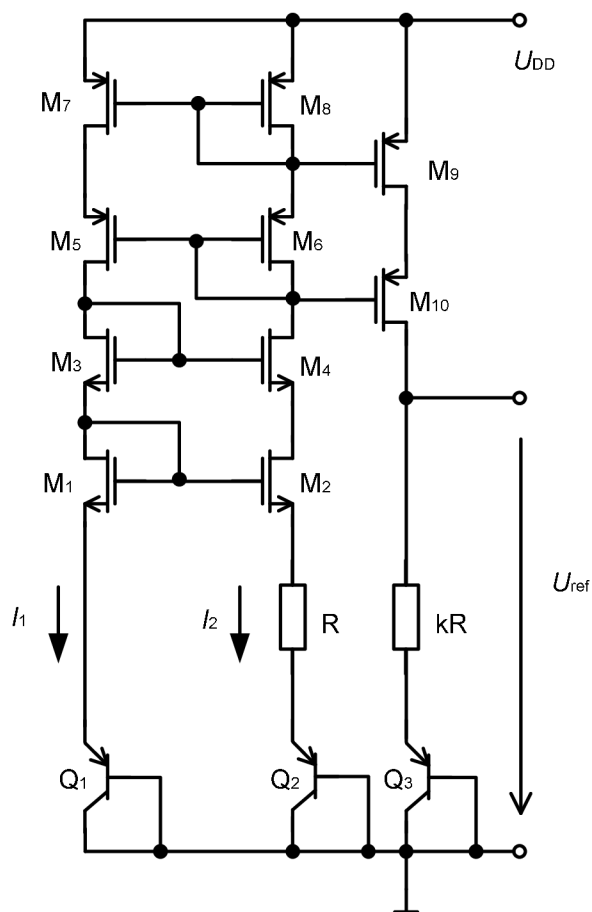 U_DD
M₇
M₈
M₉
M₅
M₆
M₁₀
M₃
M₄
M₁
M₂
U_ref
I₁
I₂
R
kR
Q₁
Q₂
Q₃